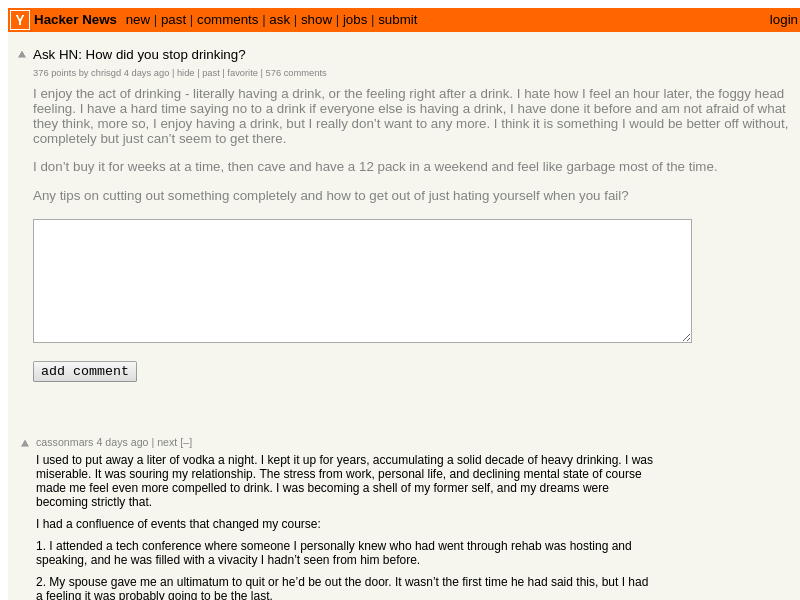 Y Hacker News new | past | comments | ask | show | jobs | submit login
Ask HN: How did you stop drinking?
376 points by chrisgd 4 days ago | hide | past | favorite | 576 comments
I enjoy the act of drinking - literally having a drink, or the feeling right after a drink. I hate how I feel an hour later, the foggy head
feeling. I have a hard time saying no to a drink if everyone else is having a drink, I have done it before and am not afraid of what
they think, more so, I enjoy having a drink, but I really don’t want to any more. I think it is something I would be better off without,
completely but just can’t seem to get there.
I don’t buy it for weeks at a time, then cave and have a 12 pack in a weekend and feel like garbage most of the time.
Any tips on cutting out something completely and how to get out of just hating yourself when you fail?
add comment
cassonmars 4 days ago | next [–]
I used to put away a liter of vodka a night. I kept it up for years, accumulating a solid decade of heavy drinking. I was
miserable. It was souring my relationship. The stress from work, personal life, and declining mental state of course
made me feel even more compelled to drink. I was becoming a shell of my former self, and my dreams were
becoming strictly that.
I had a confluence of events that changed my course:
1. I attended a tech conference where someone I personally knew who had went through rehab was hosting and
speaking, and he was filled with a vivacity I hadn’t seen from him before.
2. My spouse gave me an ultimatum to quit or he’d be out the door. It wasn’t the first time he had said this, but I had
a feeling it was probably going to be the last.